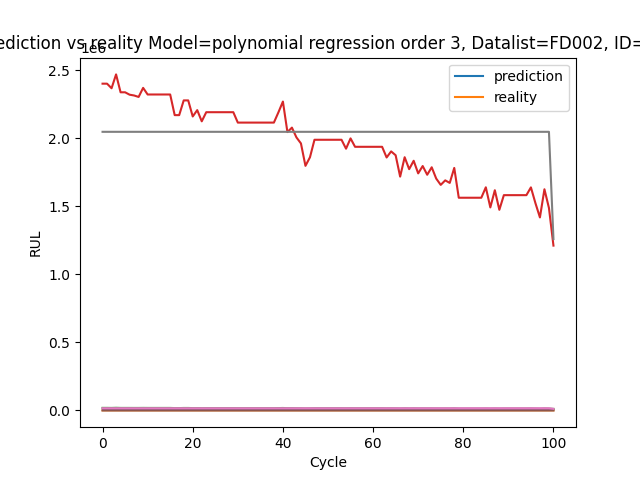 ediction vs reality Model=polynomial regression order 3, Datalist=FD002, ID=
1e6
prediction
reality
2.5
2.0
1.5
1.0
0.5
0.0
RUL
0 20 40 60 80 100
Cycle